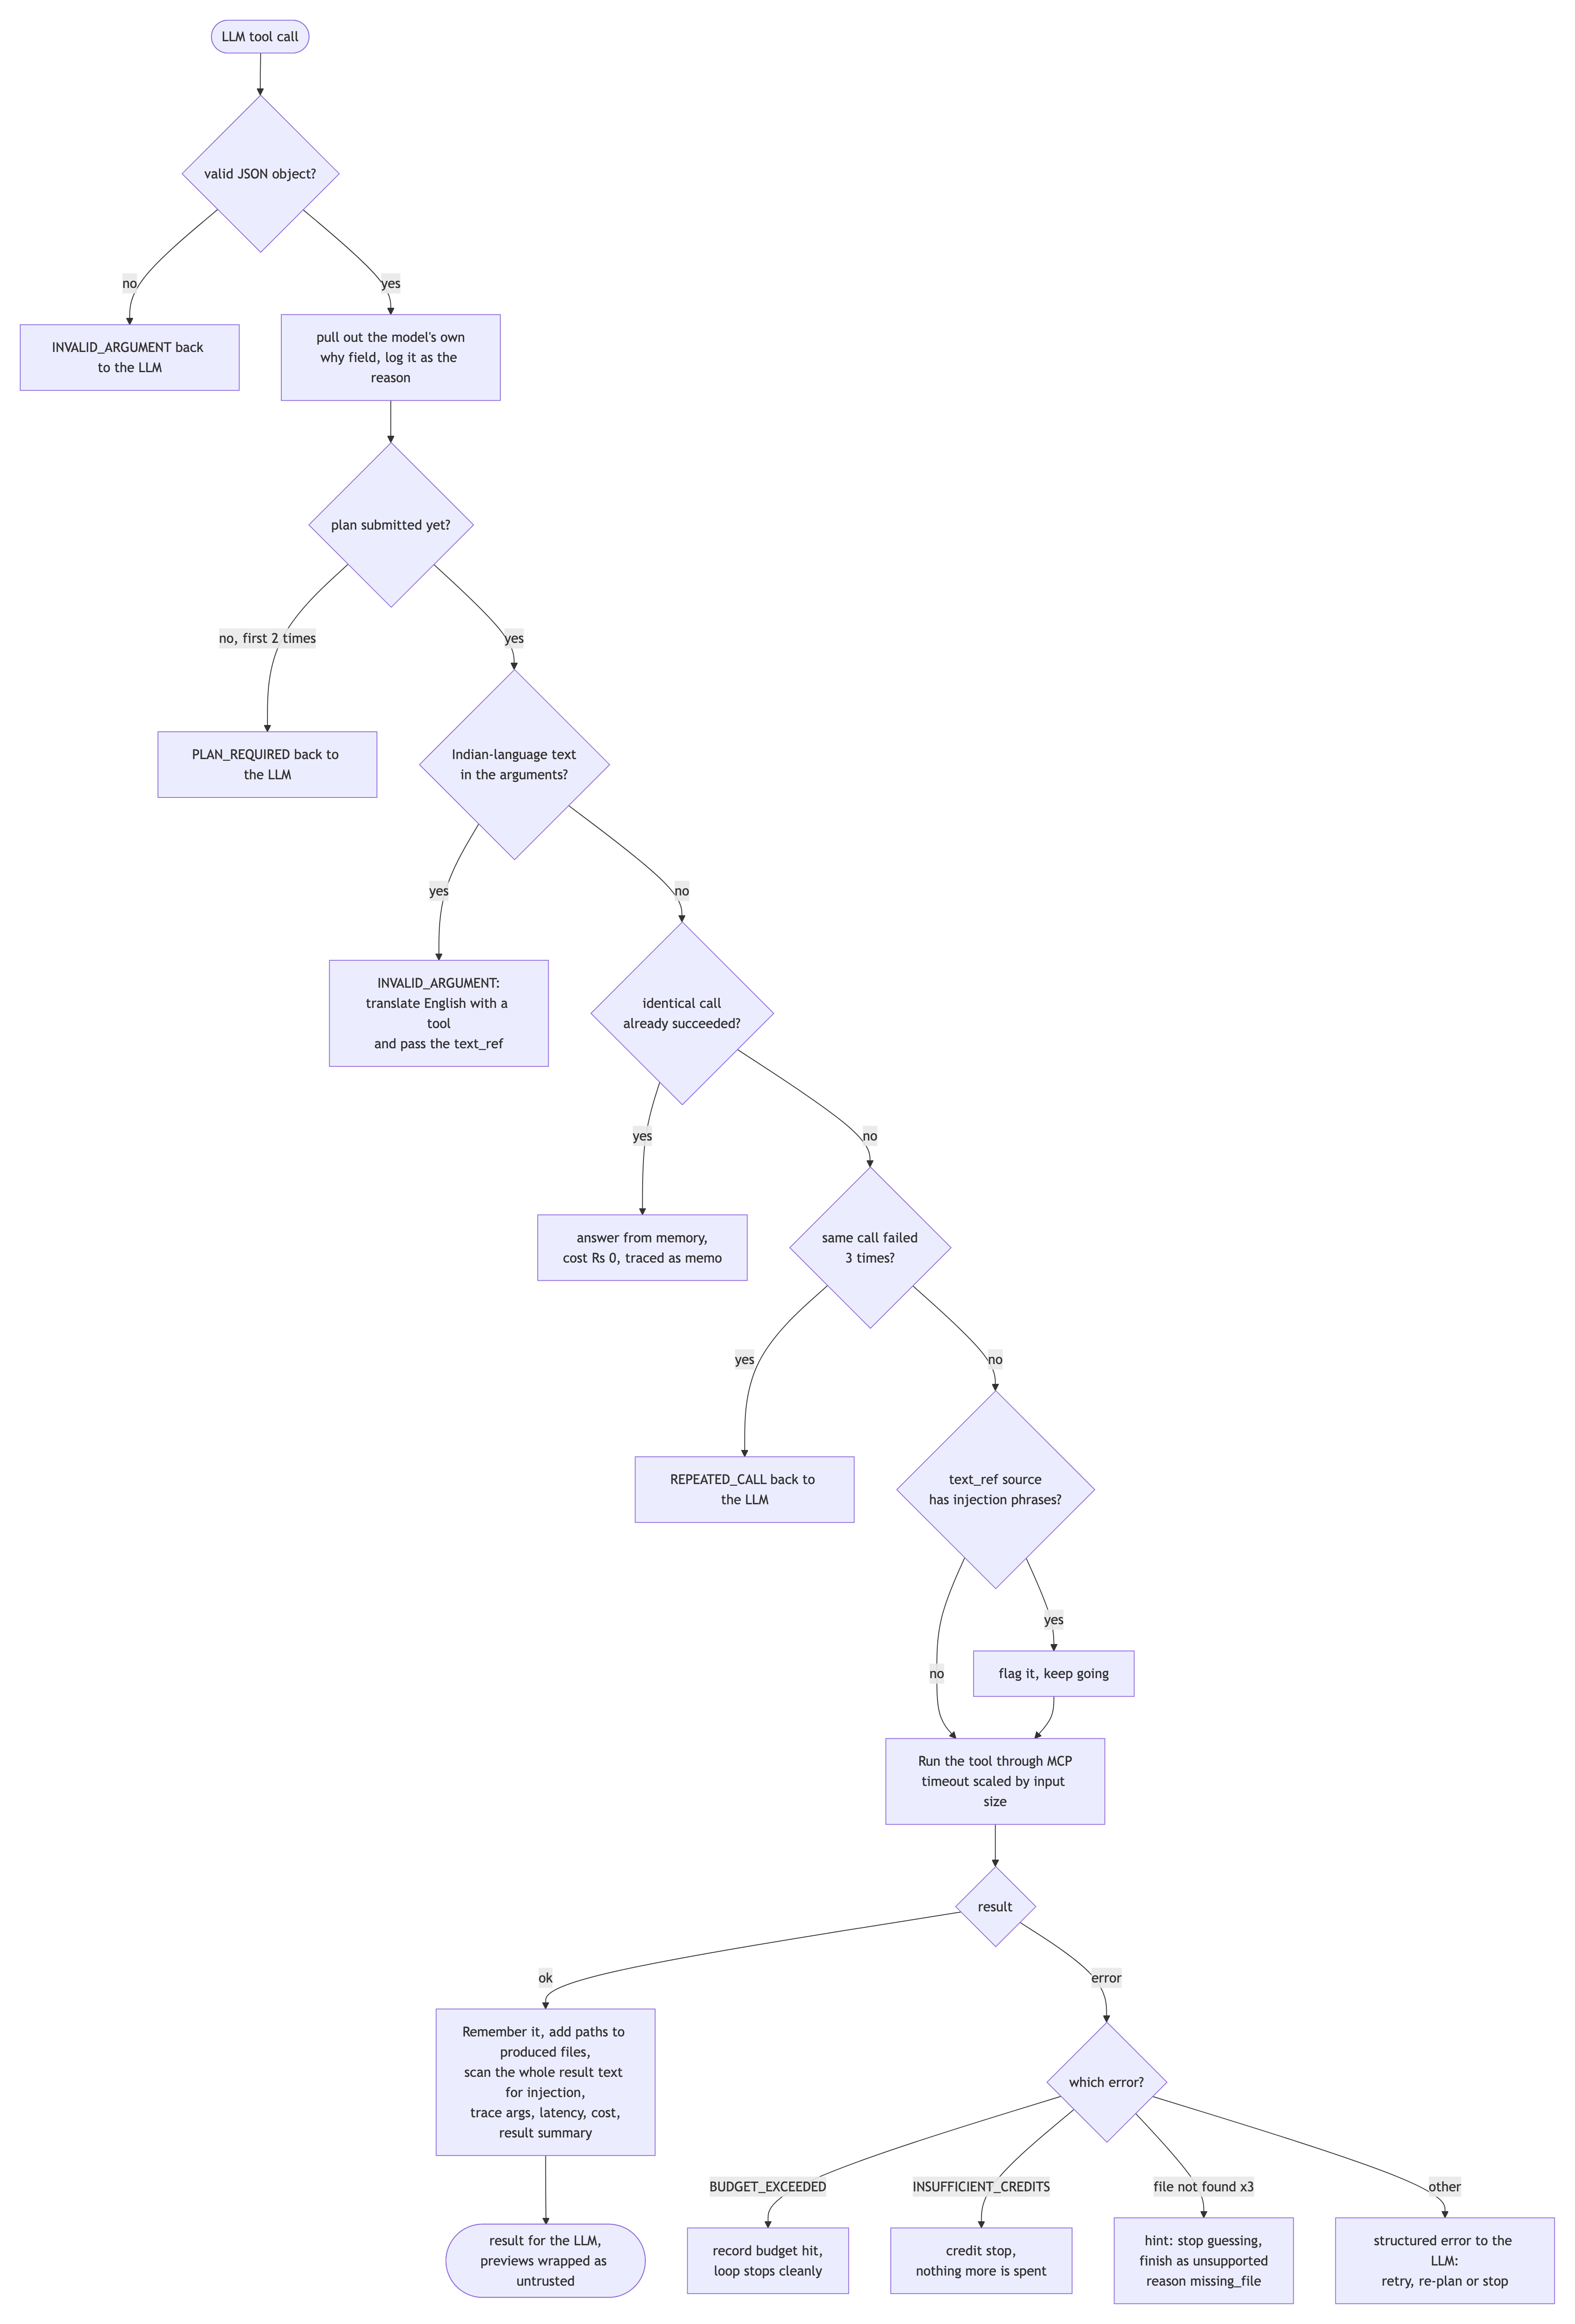 LLM tool call
valid JSON object?
no
yes
INVALID_ARGUMENT back
to the LLM
pull out the model's own
why field, log it as the
reason
plan submitted yet?
no, first 2 times
yes
PLAN_REQUIRED back to
the LLM
Indian-language text
in the arguments?
yes
no
INVALID_ARGUMENT:
translate English with a
tool
and pass the text_ref
identical call
already succeeded?
yes
no
answer from memory,
cost Rs 0, traced as memo
same call failed
3 times?
yes
no
REPEATED_CALL back to
the LLM
text_ref source
has injection phrases?
yes
no
flag it, keep going
Run the tool through MCP
timeout scaled by input
size
result
ok
error
Remember it, add paths to
produced files,
scan the whole result text
for injection,
trace args, latency, cost,
result summary
which error?
BUDGET_EXCEEDED
INSUFFICIENT_CREDITS
file not found x3
other
result for the LLM,
previews wrapped as
untrusted
record budget hit,
loop stops cleanly
credit stop,
nothing more is spent
hint: stop guessing,
finish as unsupported
reason missing_file
structured error to the
LLM:
retry, re-plan or stop